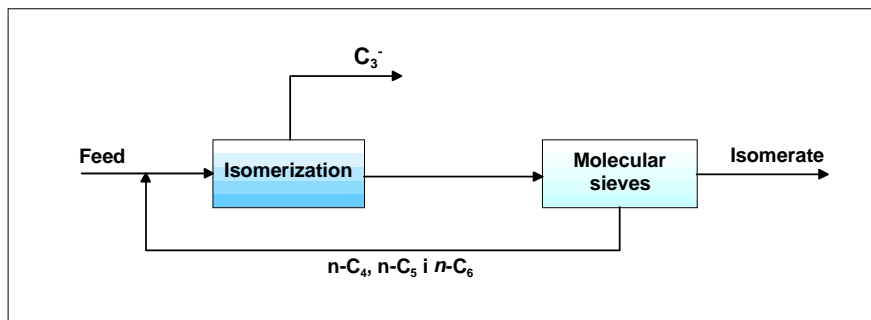 C₃⁻
Feed
Isomerization
Molecular
sieves
Isomerate
n-C₄, n-C₅ i n-C₆